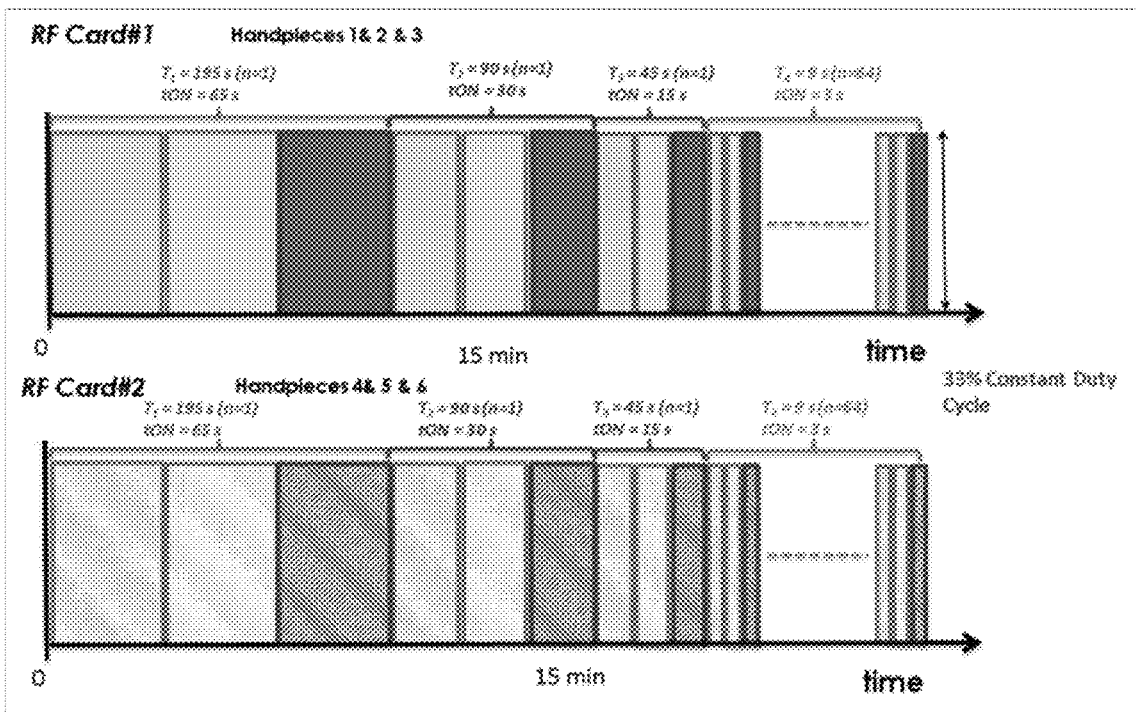 RF Card#1 Handpieces 1& 2 & 3
T₁ = 195 s (n=1) T₂ = 90 s (n=1) T₃ = 45 s (n=1) T₄ = 9 s (n=64)
tON = 65 s tON = 30 s tON = 15 s tON = 3 s
0 15 min time
33% Constant Duty
Cycle
RF Card#2 Handpieces 4& 5 & 6
T₁ = 195 s (n=1) T₂ = 90 s (n=1) T₃ = 45 s (n=1) T₄ = 9 s (n=64)
tON = 65 s tON = 30 s tON = 15 s tON = 3 s
0 15 min time